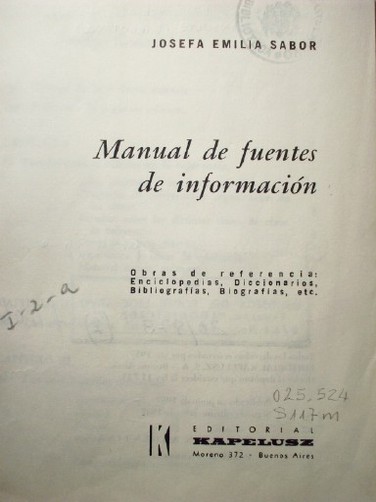 JOSEFA EMILIA SABOR
Manual de fuentes
de información
Obras de referencia:
Enciclopedias, Diccionarios,
Bibliografías, Biografías, etc.
I-2-a
025,524
S117m
K
EDITORIAL
KAPELUSZ
Moreno 372 - Buenos Aires